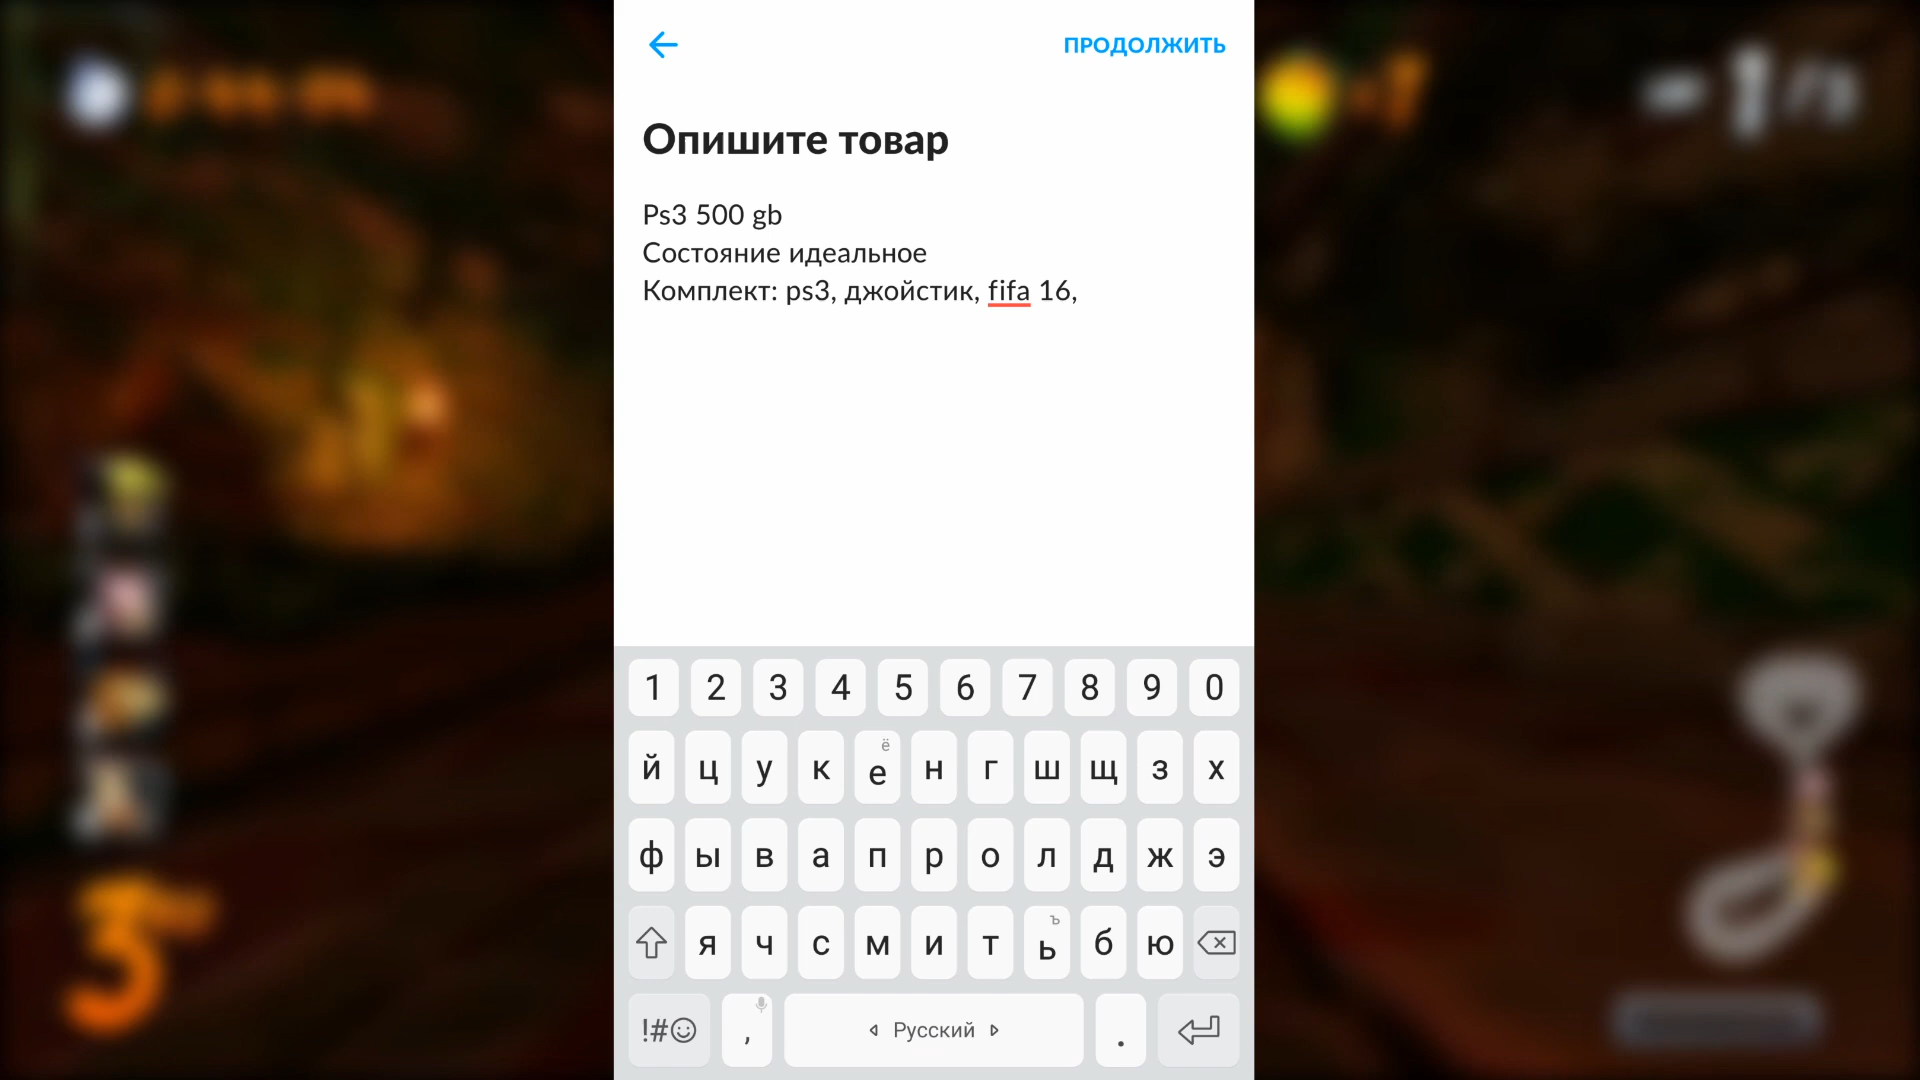 ПРОДОЛЖИТЬ
Опишите товар
Ps3 500 gb
Состояние идеальное
Комплект: ps3, джойстик, fifa 16,
1 2 3 4 5 6 7 8 9 0
ё
й ц у к е н г ш щ з х
ф ы в а п р о л д ж э
ъ
я ч с м и т ь б ю
!#☺ , Русский .